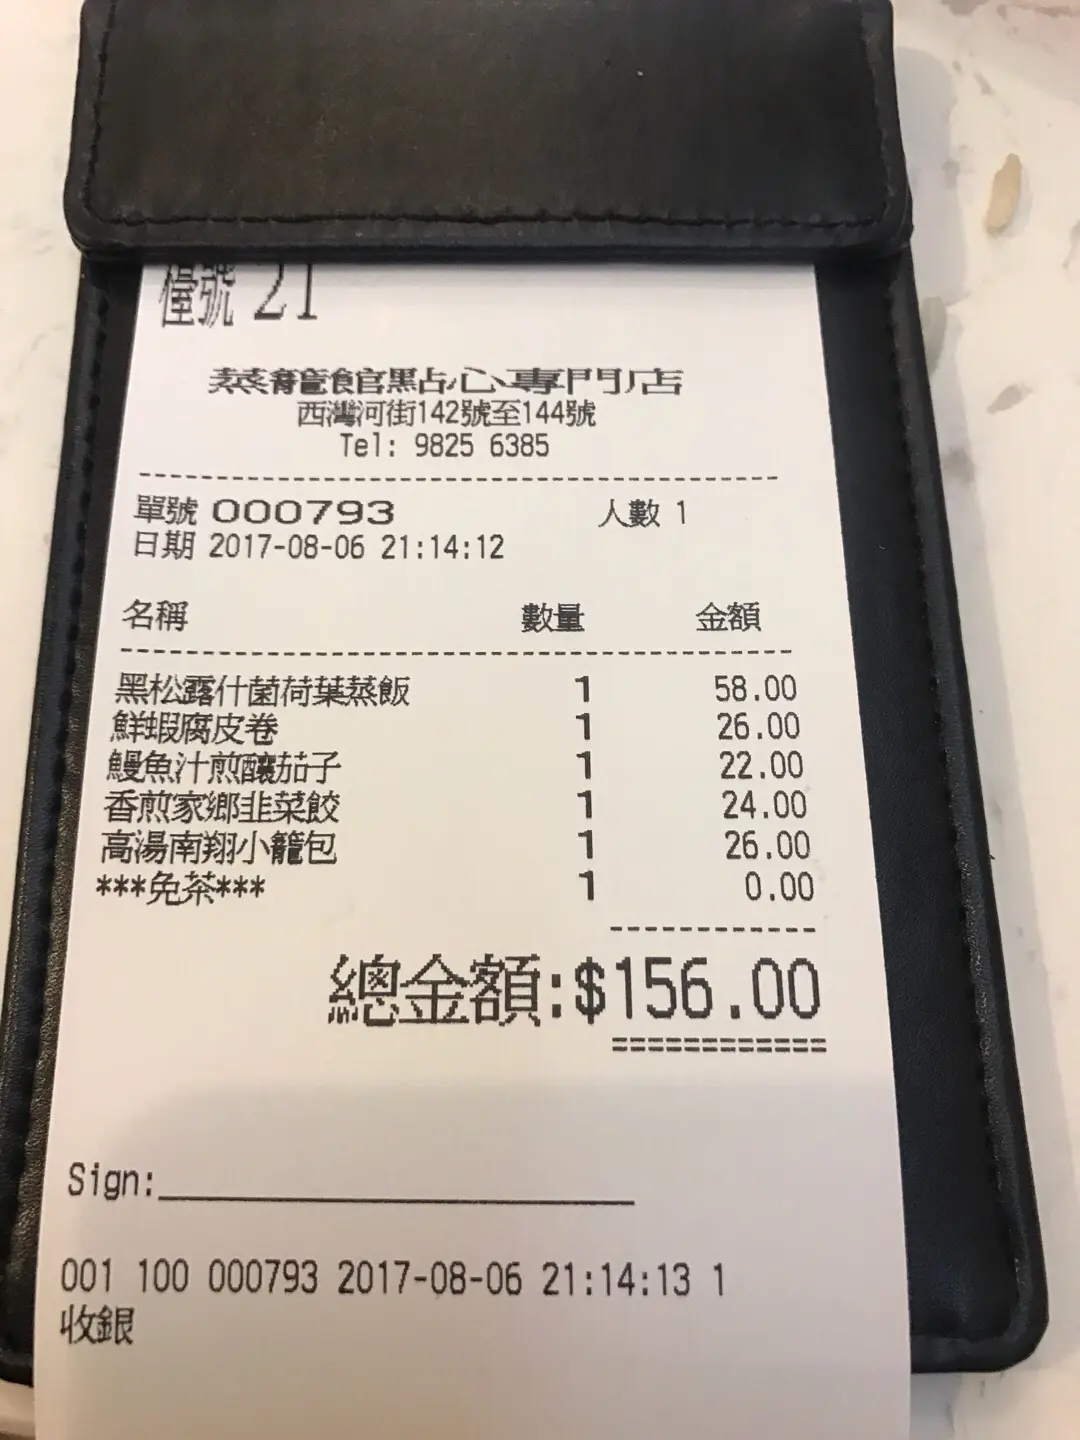 檯號 21
蒸籠館點心專門店
西灣河街142號至144號
Tel: 9825 6385
單號 000793 人數 1
日期 2017-08-06 21:14:12
名稱 數量 金額
黑松露什菌荷葉蒸飯 1 58.00
鮮蝦腐皮卷 1 26.00
鰻魚汁煎釀茄子 1 22.00
香煎家鄉韭菜餃 1 24.00
高湯南翔小籠包 1 26.00
***免茶*** 1 0.00
總金額:$156.00
============
Sign:
001 100 000793 2017-08-06 21:14:13 1
收銀